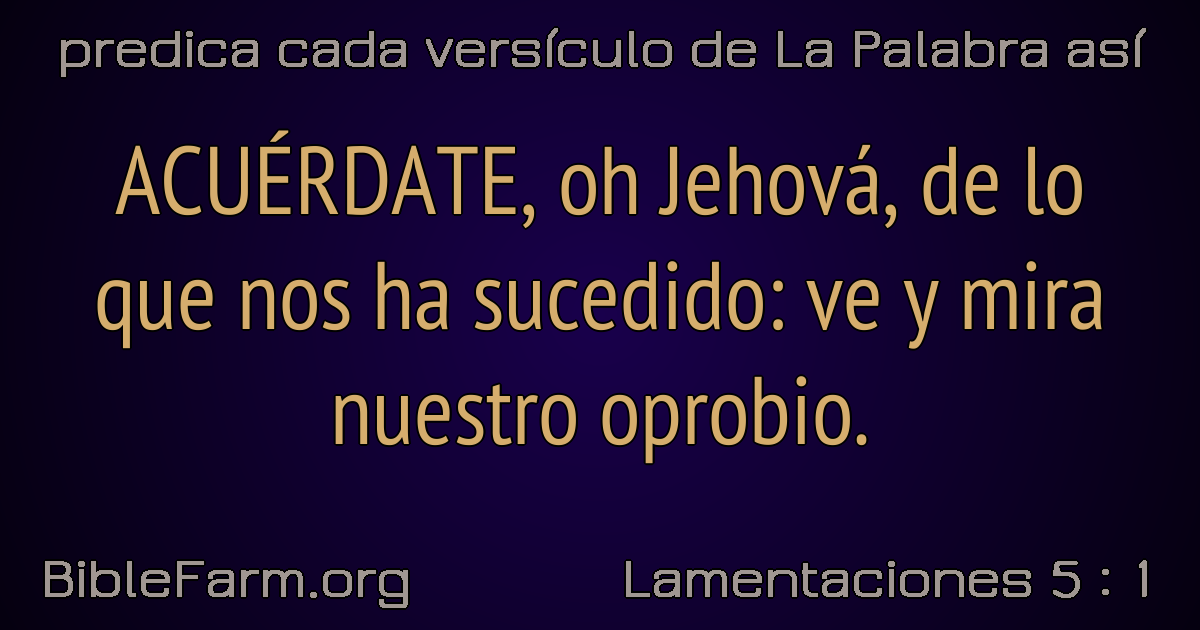 predica cada versículo de La Palabra así
ACUÉRDATE, oh Jehová, de lo
que nos ha sucedido: ve y mira
nuestro oprobio.
BibleFarm.org
Lamentaciones 5 : 1